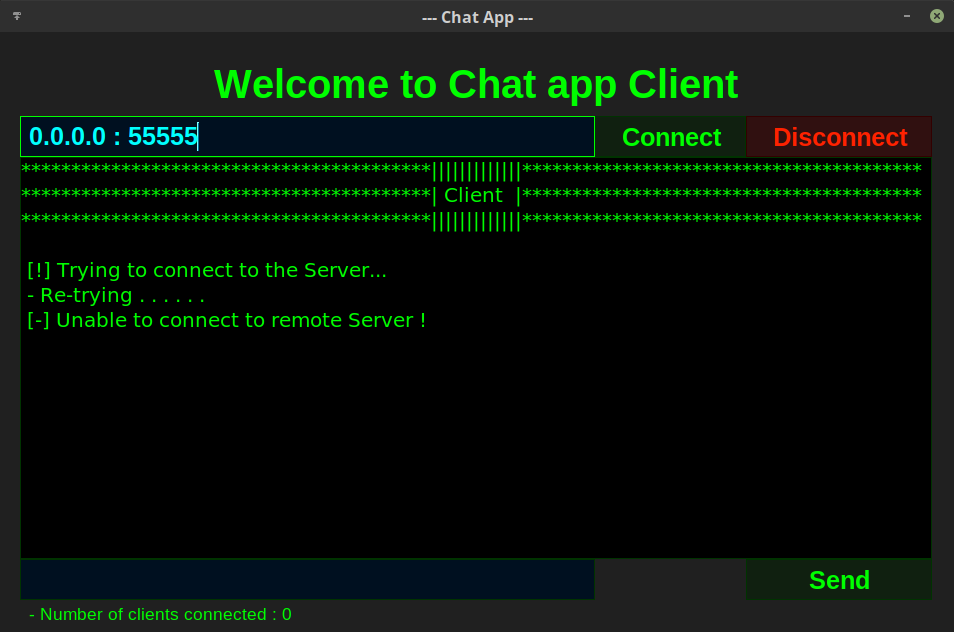 --- Chat App ---
Welcome to Chat app Client
0.0.0.0 : 55555
Connect
Disconnect
*****************************************|||||||||||||****************************************
*****************************************| Client  |****************************************
*****************************************|||||||||||||****************************************
[!] Trying to connect to the Server...
- Re-trying . . . . . .
[-] Unable to connect to remote Server !
Send
- Number of clients connected : 0